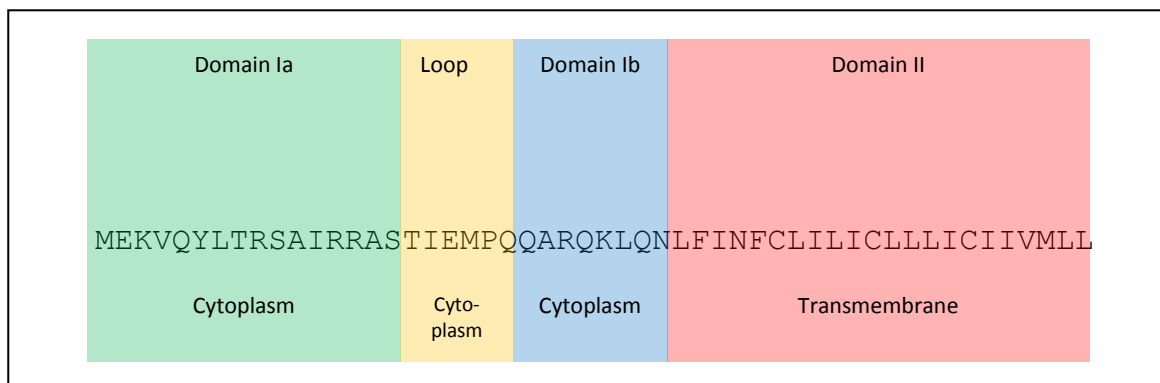 Domain Ia Loop Domain Ib Domain II
MEKVQYLTRSAIRRASTIEMPQQARQKLQNLFINFCLILICLLLICIIVMLL
Cytoplasm Cyto-
plasm Cytoplasm Transmembrane